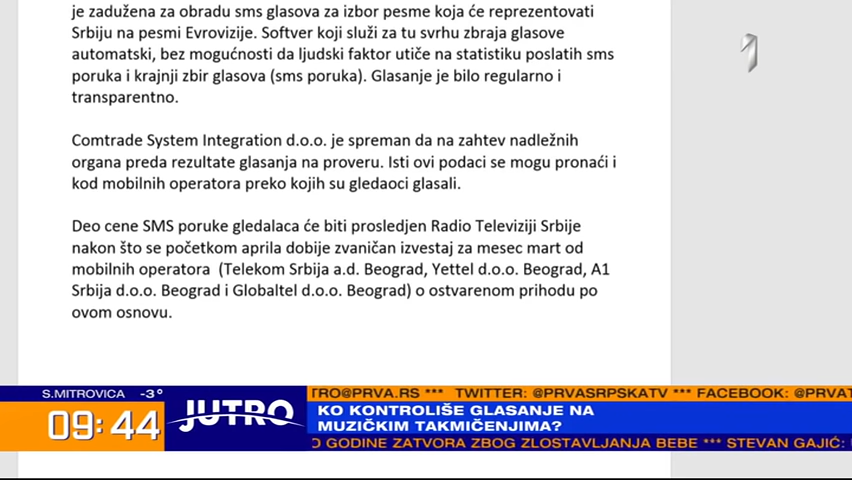 je zadužena za obradu sms glasova za izbor pesme koja će reprezentovati
Srbiju na pesmi Evrovizije. Softver koji služi za tu svrhu zbraja glasove
automatski, bez mogućnosti da ljudski faktor utiče na statistiku poslatih sms
poruka i krajnji zbir glasova (sms poruka). Glasanje je bilo regularno i
transparentno.
Comtrade System Integration d.o.o. je spreman da na zahtev nadležnih
organa preda rezultate glasanja na proveru. Isti ovi podaci se mogu pronaći i
kod mobilnih operatora preko kojih su gledaoci glasali.
Deo cene SMS poruke gledalaca će biti prosledjen Radio Televiziji Srbije
nakon što se početkom aprila dobije zvaničan izvestaj za mesec mart od
mobilnih operatora (Telekom Srbija a.d. Beograd, Yettel d.o.o. Beograd, A1
Srbija d.o.o. Beograd i Globaltel d.o.o. Beograd) o ostvarenom prihodu po
ovom osnovu.
1
S.MITROVICA -3°
TRO@PRVA.RS *** TWITTER: @PRVASRPSKATV *** FACEBOOK: @PRVAT
09:44
JUTRO
KO KONTROLIŠE GLASANJE NA
MUZIČKIM TAKMIČENJIMA?
O GODINE ZATVORA ZBOG ZLOSTAVLJANJA BEBE *** STEVAN GAJIĆ: